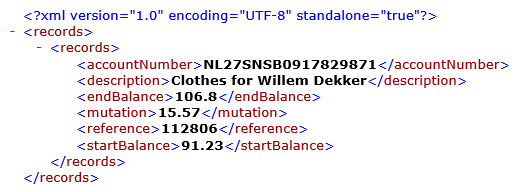 <?xml version="1.0" encoding="UTF-8" standalone="true"?>
- <records>
- <records>
<accountNumber>NL27SNSB0917829871</accountNumber>
<description>Clothes for Willem Dekker</description>
<endBalance>106.8</endBalance>
<mutation>15.57</mutation>
<reference>112806</reference>
<startBalance>91.23</startBalance>
</records>
</records>